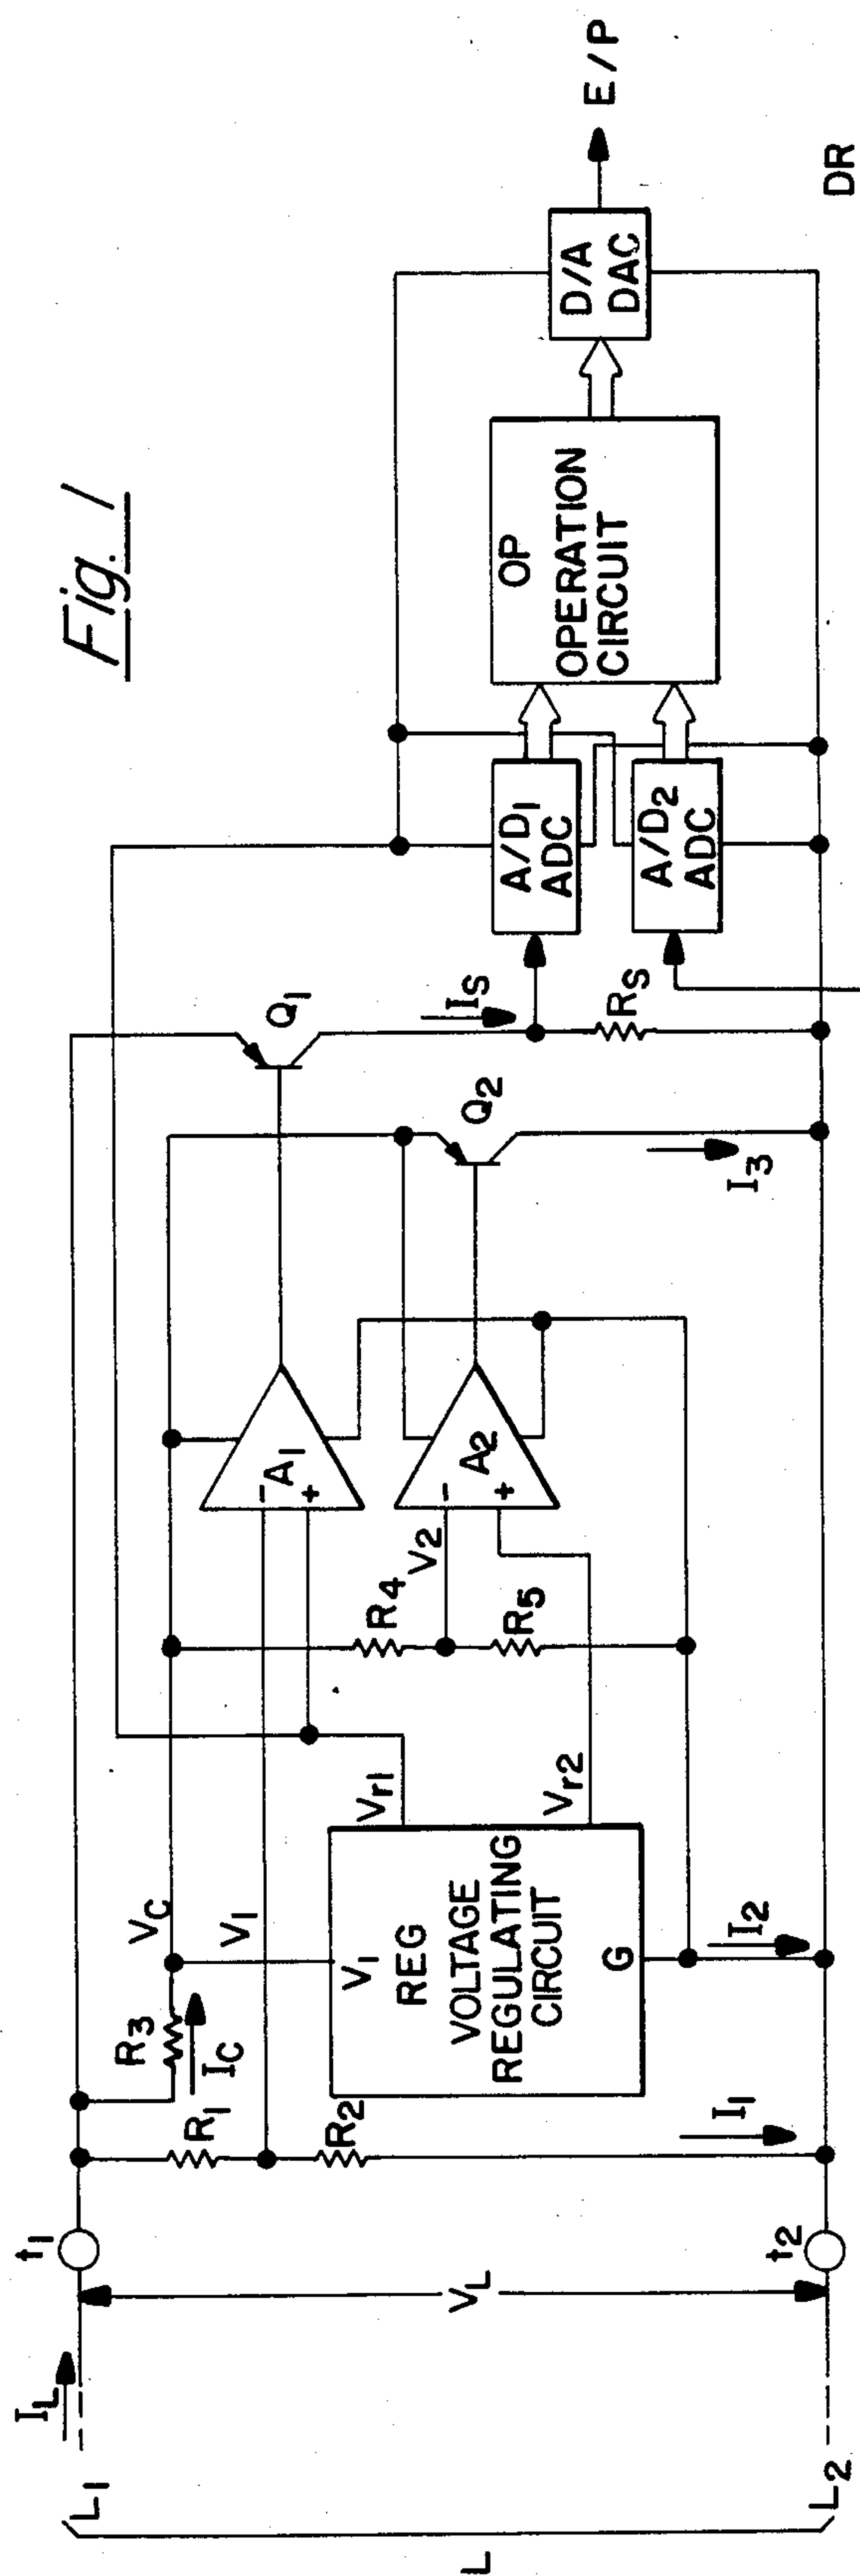 Fig. 1
L
L1
L2
IL
t1
t2
VL
R1
R2
I1
R3
IC
VC
V1
V1
REG
VOLTAGE
REGULATING
CIRCUIT
G
I2
Vr1
Vr2
R4
R5
V2
- A1
+
- A2
+
Q1
Q2
I3
IS
RS
A/D1
ADC
A/D2
ADC
OP
OPERATION
CIRCUIT
D/A
DAC
E/P
DR